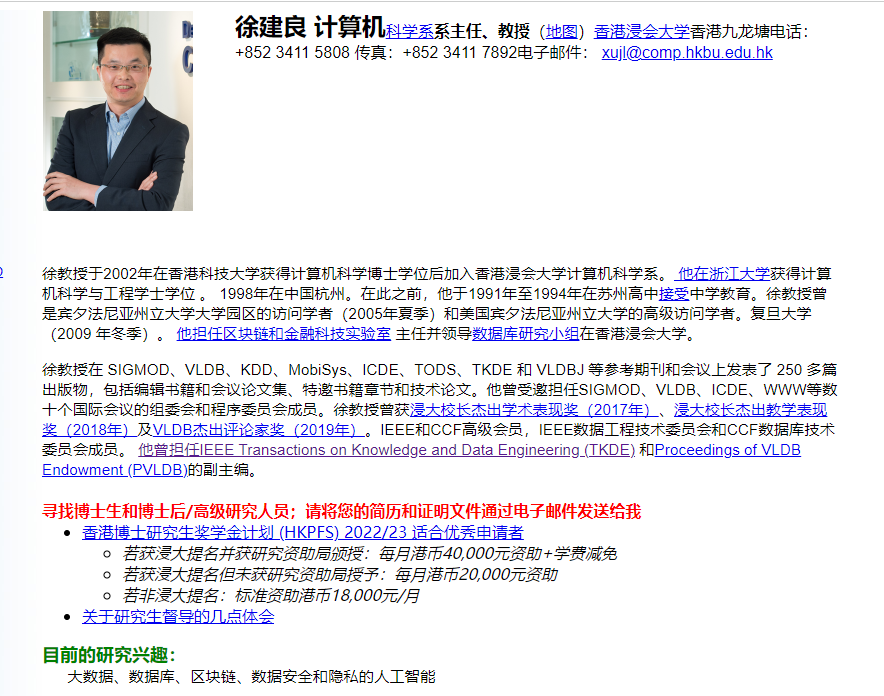 徐建良 计算机科学系系主任、教授（地图）香港浸会大学香港九龙塘电话：
+852 3411 5808 传真：+852 3411 7892电子邮件： xujl@comp.hkbu.edu.hk
徐教授于2002年在香港科技大学获得计算机科学博士学位后加入香港浸会大学计算机科学系。 他在浙江大学获得计算
机科学与工程学士学位 。 1998年在中国杭州。在此之前，他于1991年至1994年在苏州高中接受中学教育。徐教授曾
是宾夕法尼亚州立大学大学园区的访问学者（2005年夏季）和美国宾夕法尼亚州立大学的高级访问学者。复旦大学
（2009 年冬季）。 他担任区块链和金融科技实验室 主任并领导数据库研究小组在香港浸会大学。
徐教授在 SIGMOD、VLDB、KDD、MobiSys、ICDE、TODS、TKDE 和 VLDBJ 等参考期刊和会议上发表了 250 多篇
出版物，包括编辑书籍和会议论文集、特邀书籍章节和技术论文。他曾受邀担任SIGMOD、VLDB、ICDE、WWW等数
十个国际会议的组委会和程序委员会成员。徐教授曾获浸大校长杰出学术表现奖（2017年）、浸大校长杰出教学表现
奖（2018年）及VLDB杰出评论家奖（2019年）。IEEE和CCF高级会员，IEEE数据工程技术委员会和CCF数据库技术
委员会成员。 他曾担任IEEE Transactions on Knowledge and Data Engineering (TKDE) 和Proceedings of VLDB
Endowment (PVLDB)的副主编。
寻找博士生和博士后/高级研究人员；请将您的简历和证明文件通过电子邮件发送给我
香港博士研究生奖学金计划 (HKPFS) 2022/23 适合优秀申请者
若获浸大提名并获研究资助局颁授：每月港币40,000元资助+学费减免
若获浸大提名但未获研究资助局授予：每月港币20,000元资助
若非浸大提名：标准资助港币18,000元/月
关于研究生督导的几点体会
目前的研究兴趣：
大数据、数据库、区块链、数据安全和隐私的人工智能